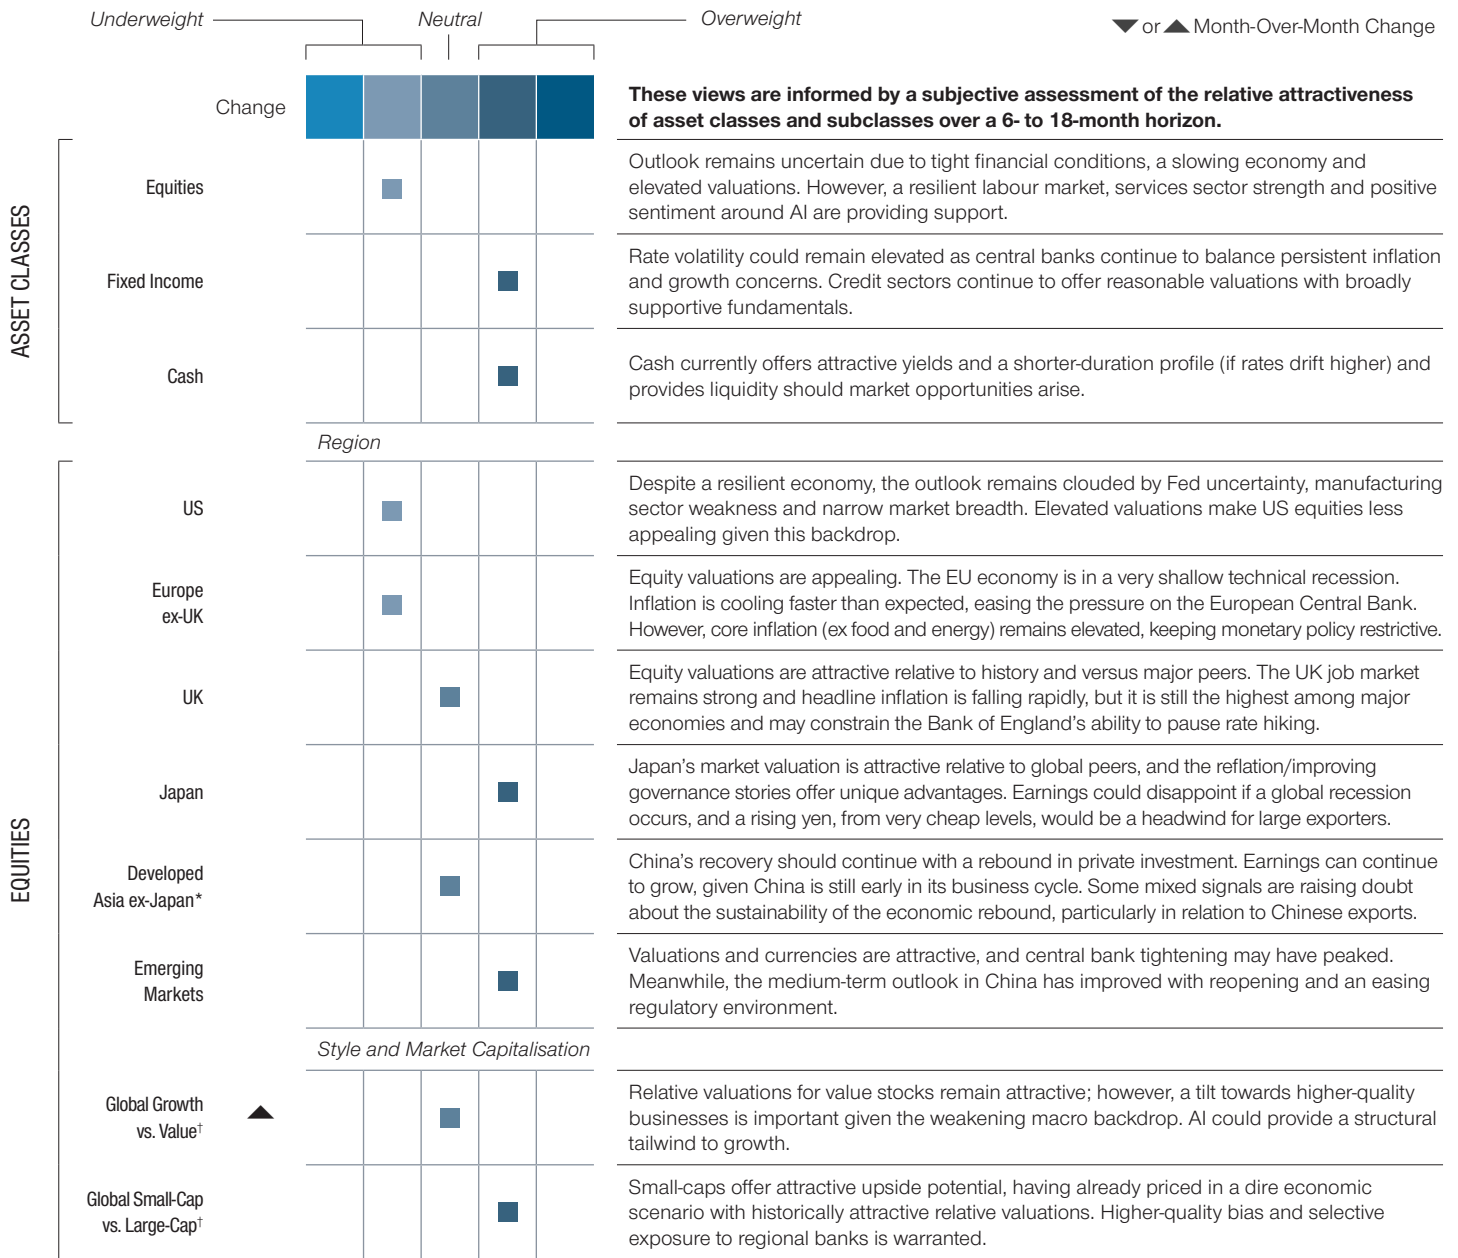 Underweight
Neutral
Overweight
▼ or ▲ Month-Over-Month Change
Change
These views are informed by a subjective assessment of the relative attractiveness
of asset classes and subclasses over a 6- to 18-month horizon.
ASSET CLASSES
Equities
Outlook remains uncertain due to tight financial conditions, a slowing economy and
elevated valuations. However, a resilient labour market, services sector strength and positive
sentiment around AI are providing support.
Fixed Income
Rate volatility could remain elevated as central banks continue to balance persistent inflation
and growth concerns. Credit sectors continue to offer reasonable valuations with broadly
supportive fundamentals.
Cash
Cash currently offers attractive yields and a shorter-duration profile (if rates drift higher) and
provides liquidity should market opportunities arise.
EQUITIES
Region
US
Despite a resilient economy, the outlook remains clouded by Fed uncertainty, manufacturing
sector weakness and narrow market breadth. Elevated valuations make US equities less
appealing given this backdrop.
Europe
ex-UK
Equity valuations are appealing. The EU economy is in a very shallow technical recession.
Inflation is cooling faster than expected, easing the pressure on the European Central Bank.
However, core inflation (ex food and energy) remains elevated, keeping monetary policy restrictive.
UK
Equity valuations are attractive relative to history and versus major peers. The UK job market
remains strong and headline inflation is falling rapidly, but it is still the highest among major
economies and may constrain the Bank of England's ability to pause rate hiking.
Japan
Japan's market valuation is attractive relative to global peers, and the reflation/improving
governance stories offer unique advantages. Earnings could disappoint if a global recession
occurs, and a rising yen, from very cheap levels, would be a headwind for large exporters.
Developed
Asia ex-Japan*
China's recovery should continue with a rebound in private investment. Earnings can continue
to grow, given China is still early in its business cycle. Some mixed signals are raising doubt
about the sustainability of the economic rebound, particularly in relation to Chinese exports.
Emerging
Markets
Valuations and currencies are attractive, and central bank tightening may have peaked.
Meanwhile, the medium-term outlook in China has improved with reopening and an easing
regulatory environment.
Style and Market Capitalisation
Global Growth
vs. Value†
▲
Relative valuations for value stocks remain attractive; however, a tilt towards higher-quality
businesses is important given the weakening macro backdrop. AI could provide a structural
tailwind to growth.
Global Small-Cap
vs. Large-Cap†
Small-caps offer attractive upside potential, having already priced in a dire economic
scenario with historically attractive relative valuations. Higher-quality bias and selective
exposure to regional banks is warranted.